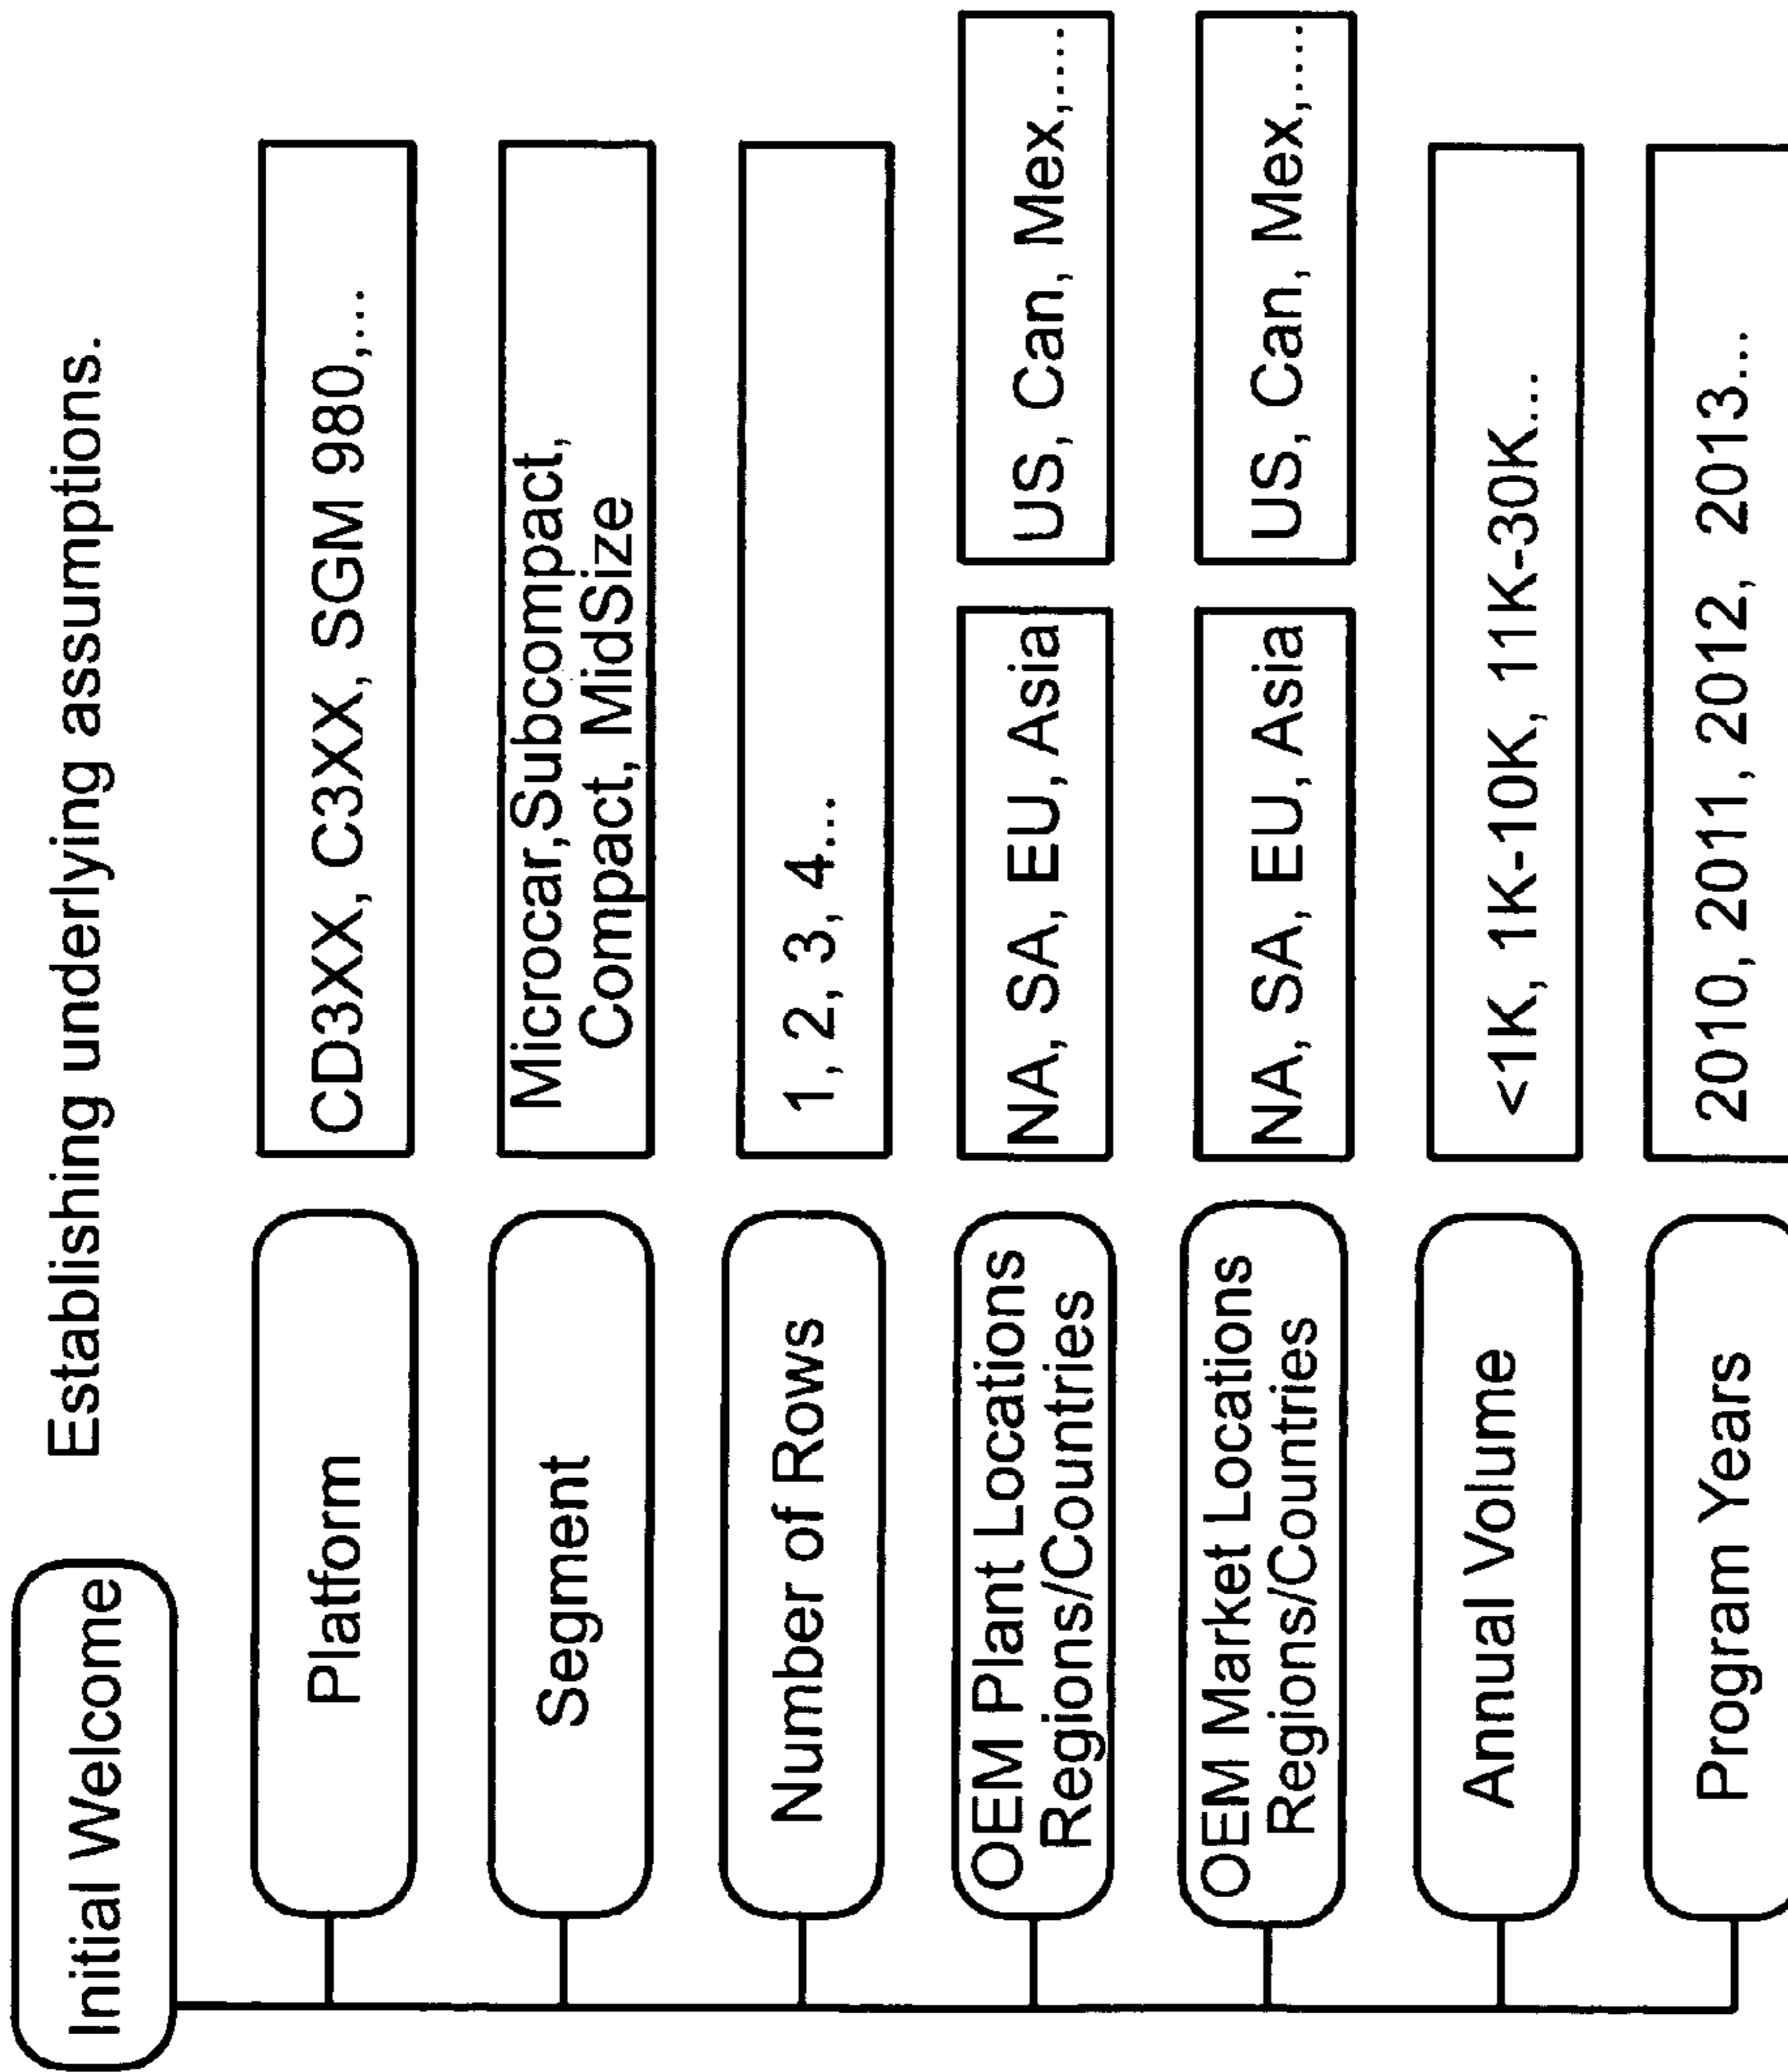 Initial Welcome
Establishing underlying assumptions.
Platform
CD3XX, C3XX, SGM 980,...
Segment
Microcar,Subcompact,
Compact, MidSize
Number of Rows
1, 2, 3, 4...
OEM Plant Locations
Regions/Countries
NA, SA, EU, Asia
US, Can, Mex,....
OEM Market Locations
Regions/Countries
NA, SA, EU, Asia
US, Can, Mex,....
Annual Volume
<1K, 1K-10K, 11K-30K...
Program Years
2010, 2011, 2012, 2013...